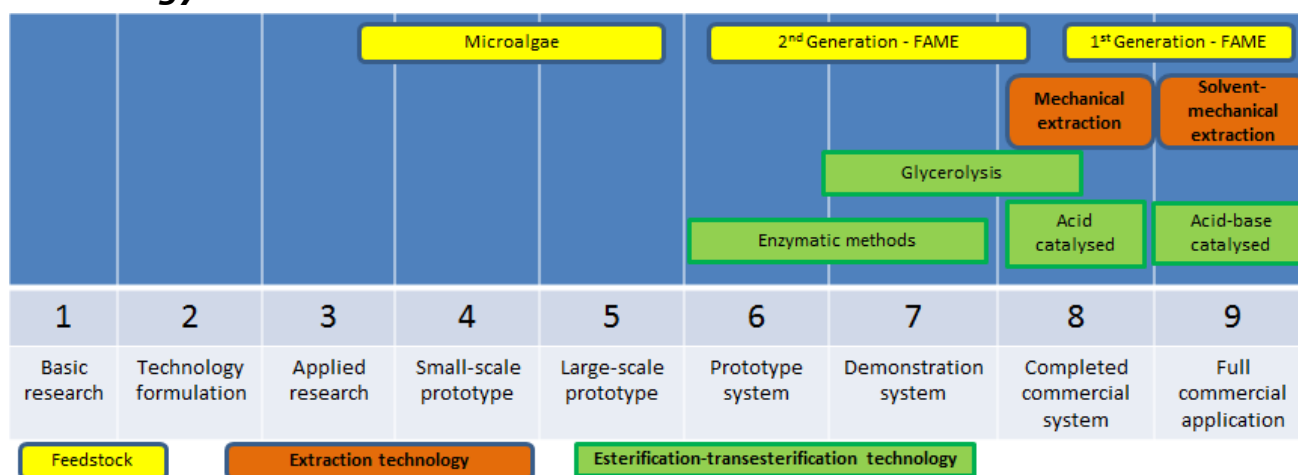 Microalgae
2nd Generation - FAME
1st Generation - FAME
Mechanical
extraction
Solvent-
mechanical
extraction
Glycerolysis
Enzymatic methods
Acid
catalysed
Acid-base
catalysed
1 2 3 4 5 6 7 8 9
Basic
research
Technology
formulation
Applied
research
Small-scale
prototype
Large-scale
prototype
Prototype
system
Demonstration
system
Completed
commercial
system
Full
commercial
application
Feedstock
Extraction technology
Esterification-transesterification technology